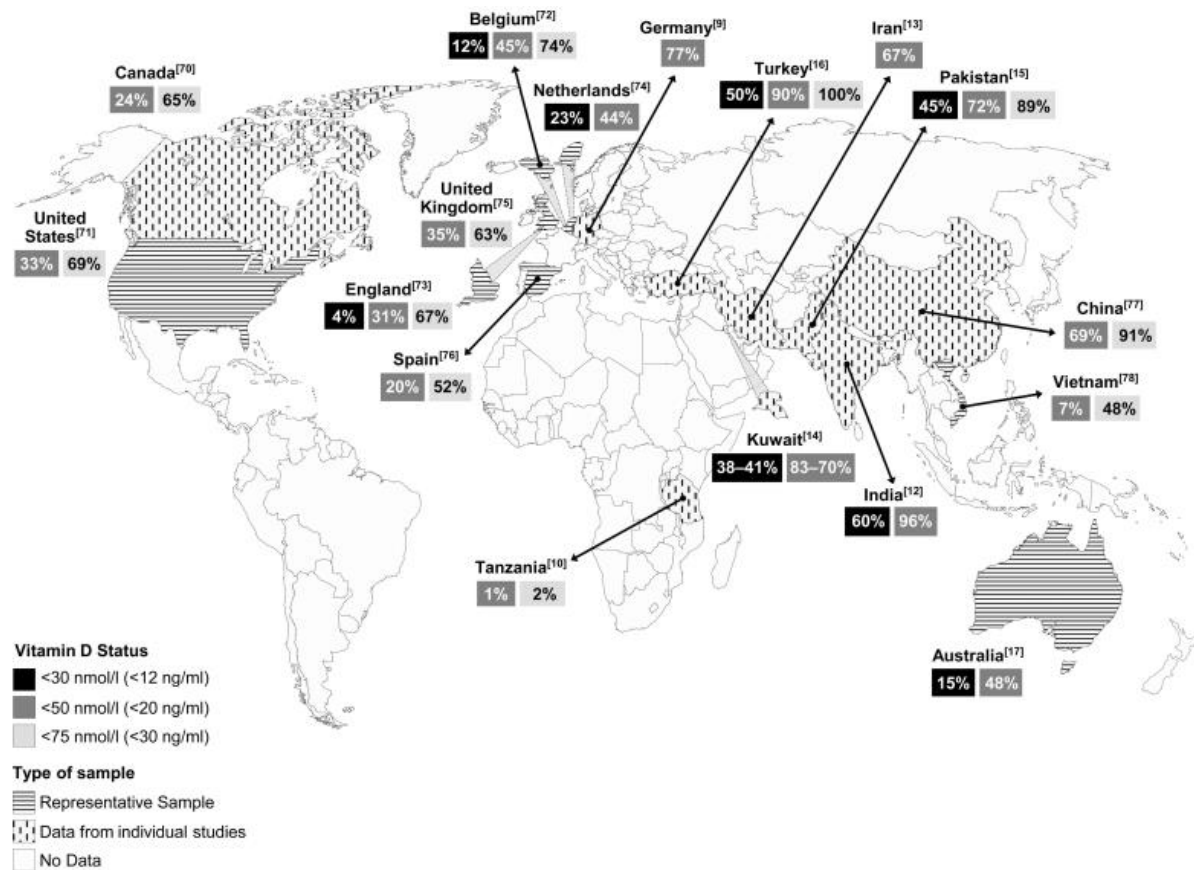 Belgium[72]
12% 45% 74%
Germany[9]
77%
Iran[13]
67%
Canada[70]
24% 65%
Netherlands[74]
23% 44%
Turkey[16]
50% 90% 100%
Pakistan[15]
45% 72% 89%
United
States[71]
33% 69%
United
Kingdom[75]
35% 63%
England[73]
4% 31% 67%
Spain[76]
20% 52%
China[77]
69% 91%
Vietnam[78]
7% 48%
Kuwait[14]
38–41% 83–70%
India[12]
60% 96%
Tanzania[10]
1% 2%
Australia[17]
15% 48%
Vitamin D Status
<30 nmol/l (<12 ng/ml)
<50 nmol/l (<20 ng/ml)
<75 nmol/l (<30 ng/ml)
Type of sample
Representative Sample
Data from individual studies
No Data